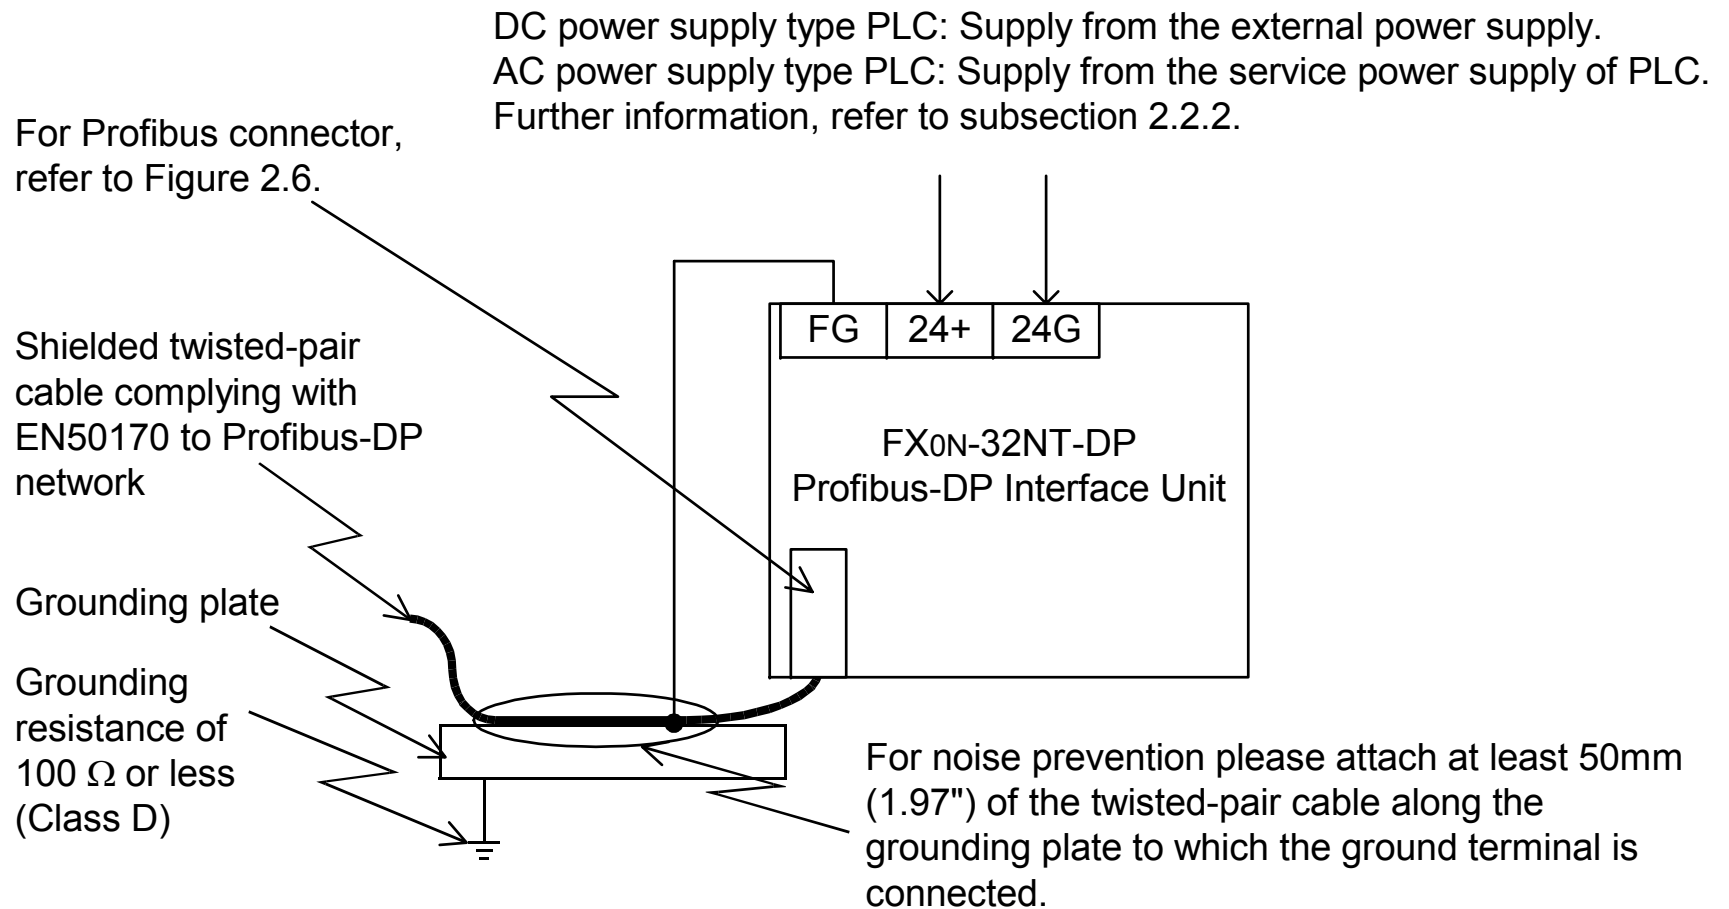 DC power supply type PLC: Supply from the external power supply.
AC power supply type PLC: Supply from the service power supply of PLC.
Further information, refer to subsection 2.2.2.
For Profibus connector,
refer to Figure 2.6.
FG 24+ 24G
Shielded twisted-pair
cable complying with
EN50170 to Profibus-DP
network
FX0N-32NT-DP
Profibus-DP Interface Unit
Grounding plate
Grounding
resistance of
100 Ω or less
(Class D)
For noise prevention please attach at least 50mm
(1.97") of the twisted-pair cable along the
grounding plate to which the ground terminal is
connected.